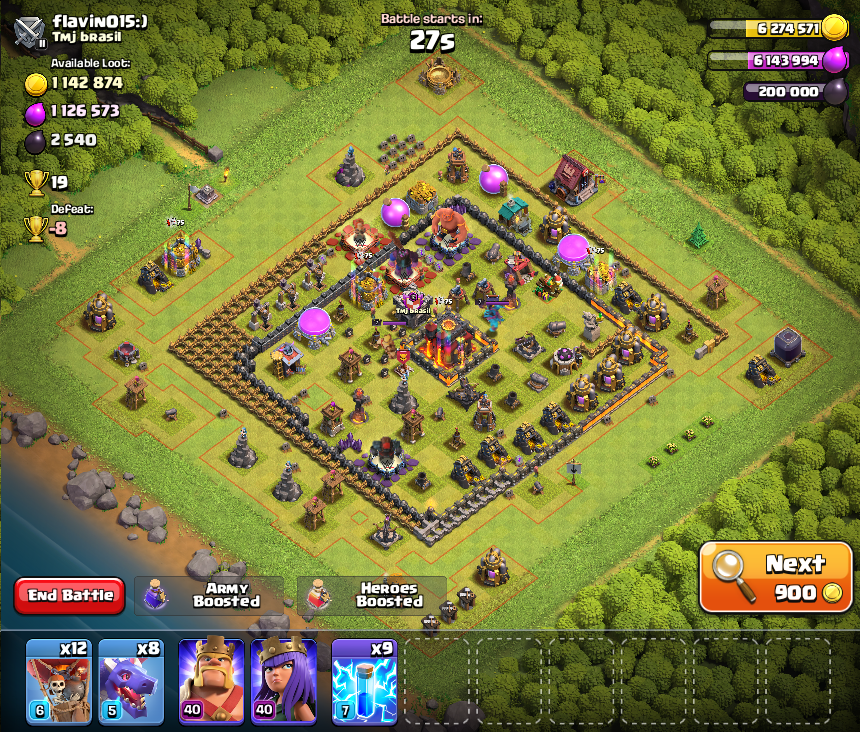 flavin015:)
Tmj brasil
Battle starts in:
27s
6 274 571
6 143 994
200 000
Available Loot:
1 142 874
1 126 573
2 540
19
Defeat:
-8
TMJ BRASIL
End Battle
Army
Boosted
Heroes
Boosted
Next
900
x12
x8
x9
6
5
40
40
7